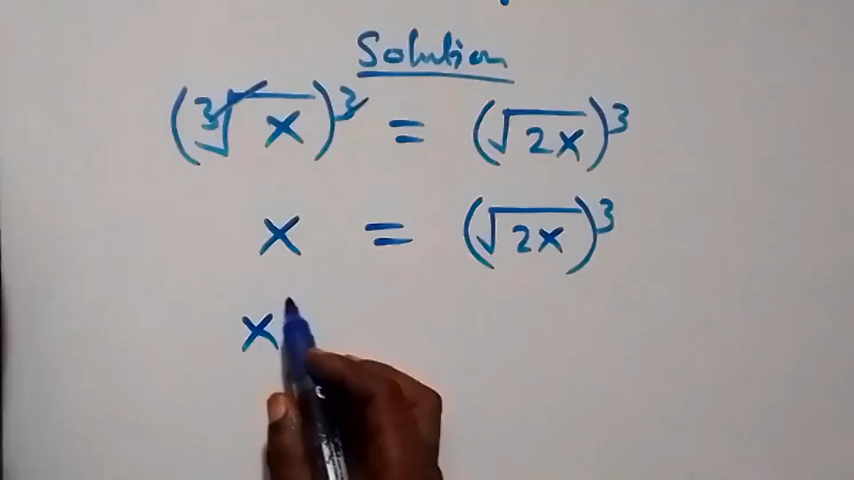 Solution
(∛x)³ = (√2x)³
x = (√2x)³
x